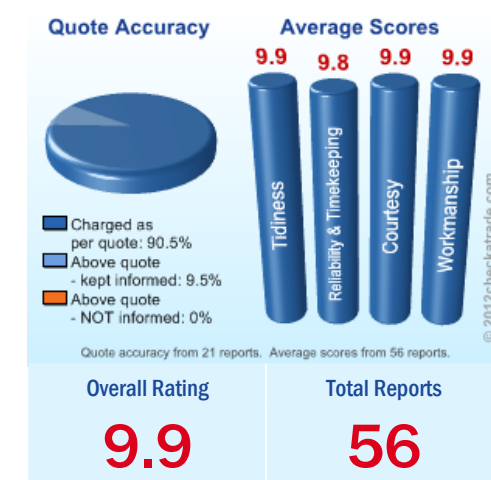 Quote Accuracy
Average Scores
9.9
9.8
9.9
9.9
Tidiness
Reliability & Timekeeping
Courtesy
Workmanship
Charged as
per quote: 90.5%
Above quote
- kept informed: 9.5%
Above quote
- NOT informed: 0%
© 2012checkatrade.com
Quote accuracy from 21 reports. Average scores from 56 reports.
Overall Rating
Total Reports
9.9
56